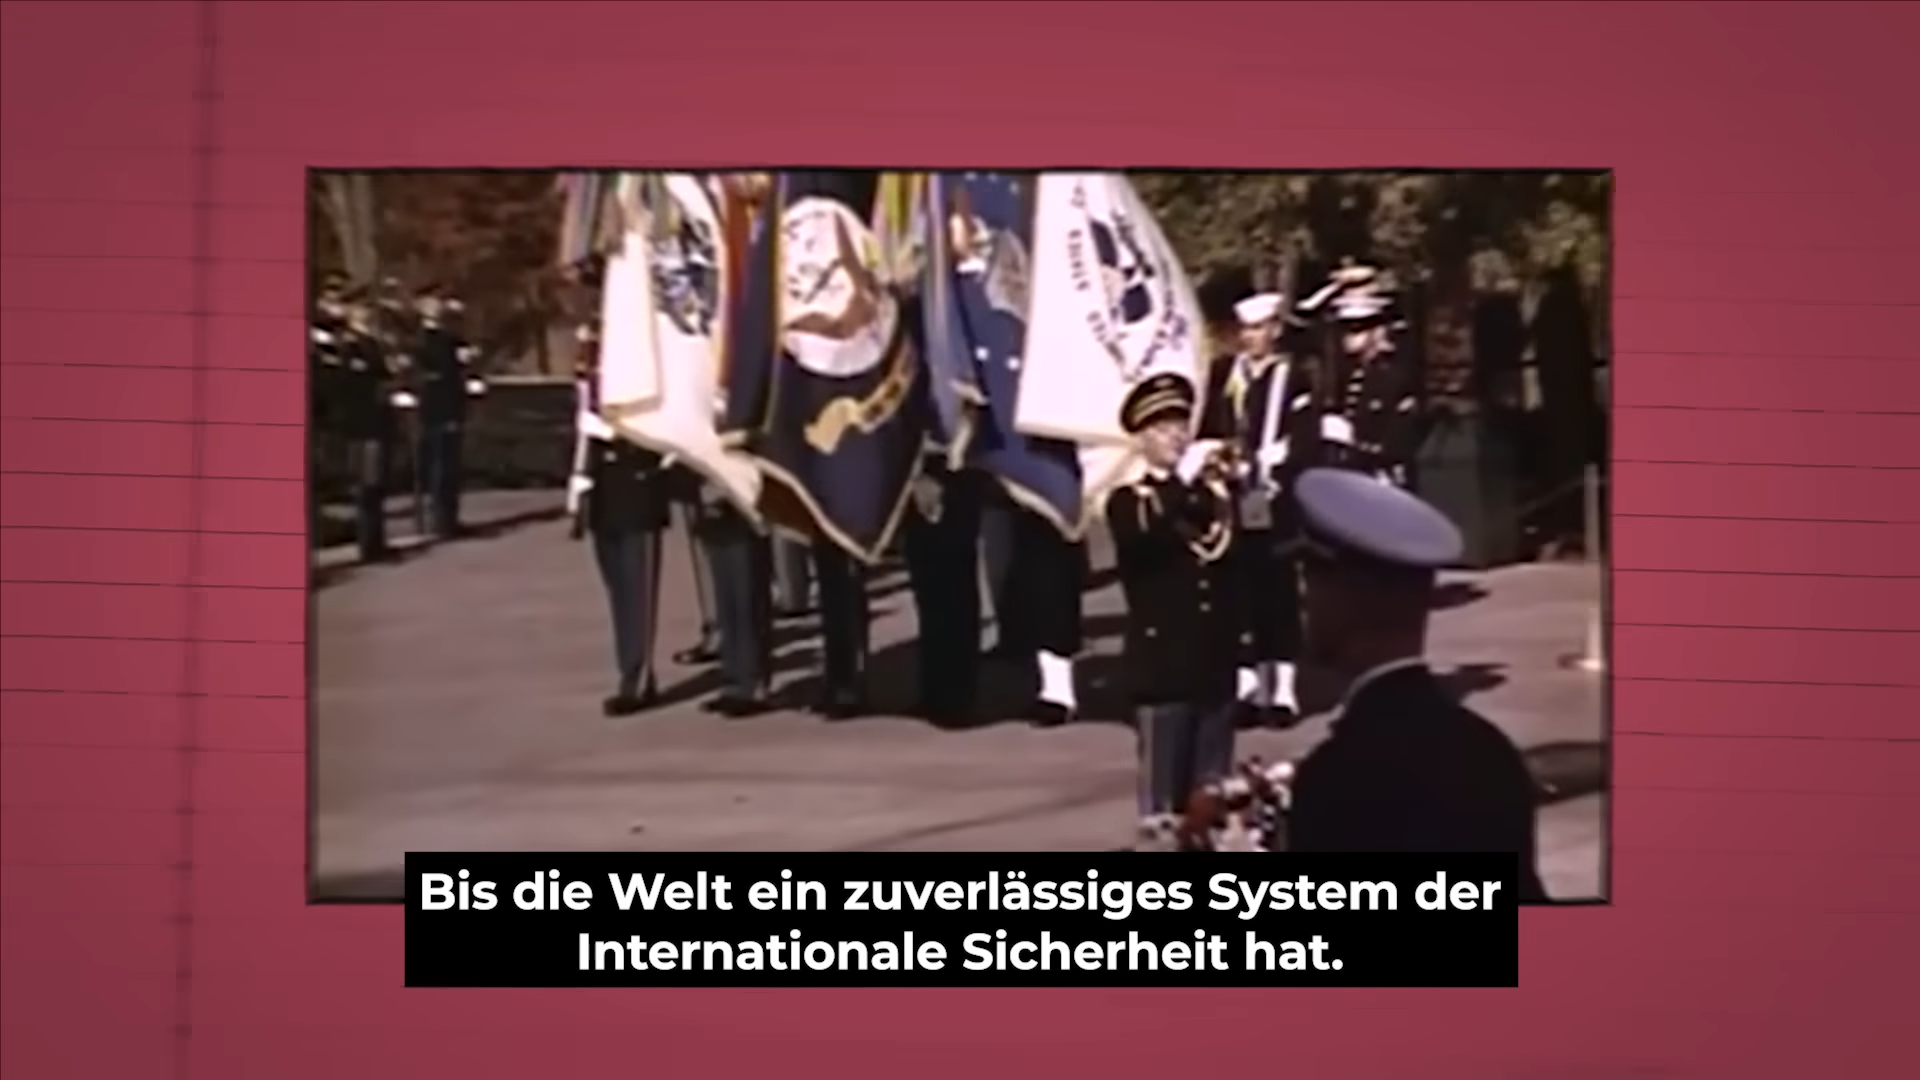 Bis die Welt ein zuverlässiges System der
Internationale Sicherheit hat.